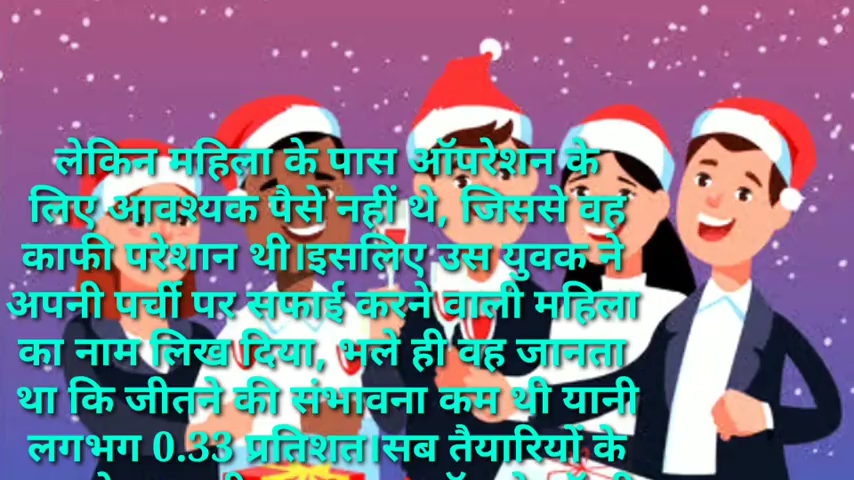 लेकिन महिला के पास ऑपरेशन के
लिए आवश्यक पैसे नहीं थे, जिससे वह
काफी परेशान थी।इसलिए उस युवक ने
अपनी पर्ची पर सफाई करने वाली महिला
का नाम लिख दिया, भले ही वह जानता
था कि जीतने की संभावना कम थी यानी
लगभग 0.33 प्रतिशत।सब तैयारियों के